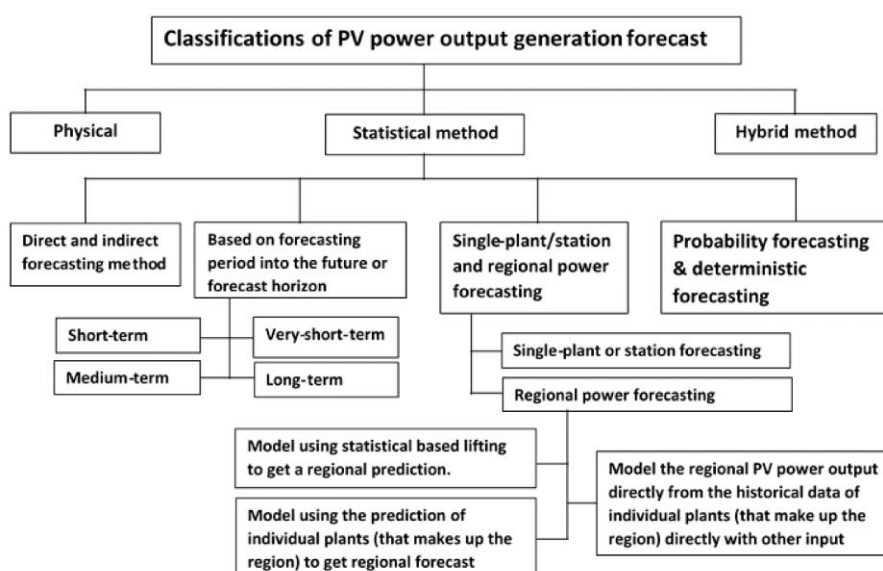 Classifications of PV power output generation forecast
Physical
Statistical method
Hybrid method
Direct and indirect
forecasting method
Based on forecasting
period into the future or
forecast horizon
Single-plant/station
and regional power
forecasting
Probability forecasting
& deterministic
forecasting
Short-term
Very-short-term
Medium-term
Long-term
Single-plant or station forecasting
Regional power forecasting
Model using statistical based lifting
to get a regional prediction.
Model using the prediction of
individual plants (that makes up the
region) to get regional forecast
Model the regional PV power output
directly from the historical data of
individual plants (that make up the
region) directly with other input